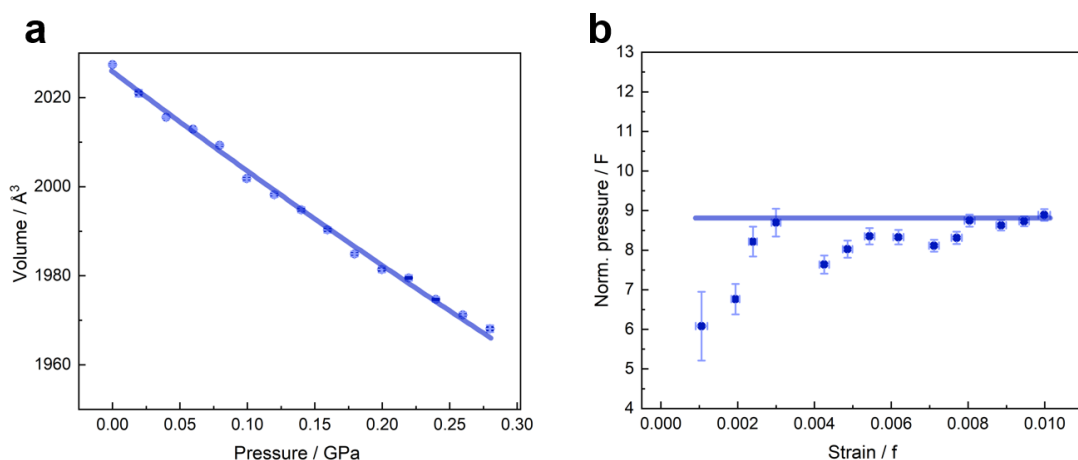 a
2020
2000
1980
1960
Volume / Å³
0.00 0.05 0.10 0.15 0.20 0.25 0.30
Pressure / GPa
b
13
12
11
10
9
8
7
6
5
4
Norm. pressure / F
0.000 0.002 0.004 0.006 0.008 0.010
Strain / f